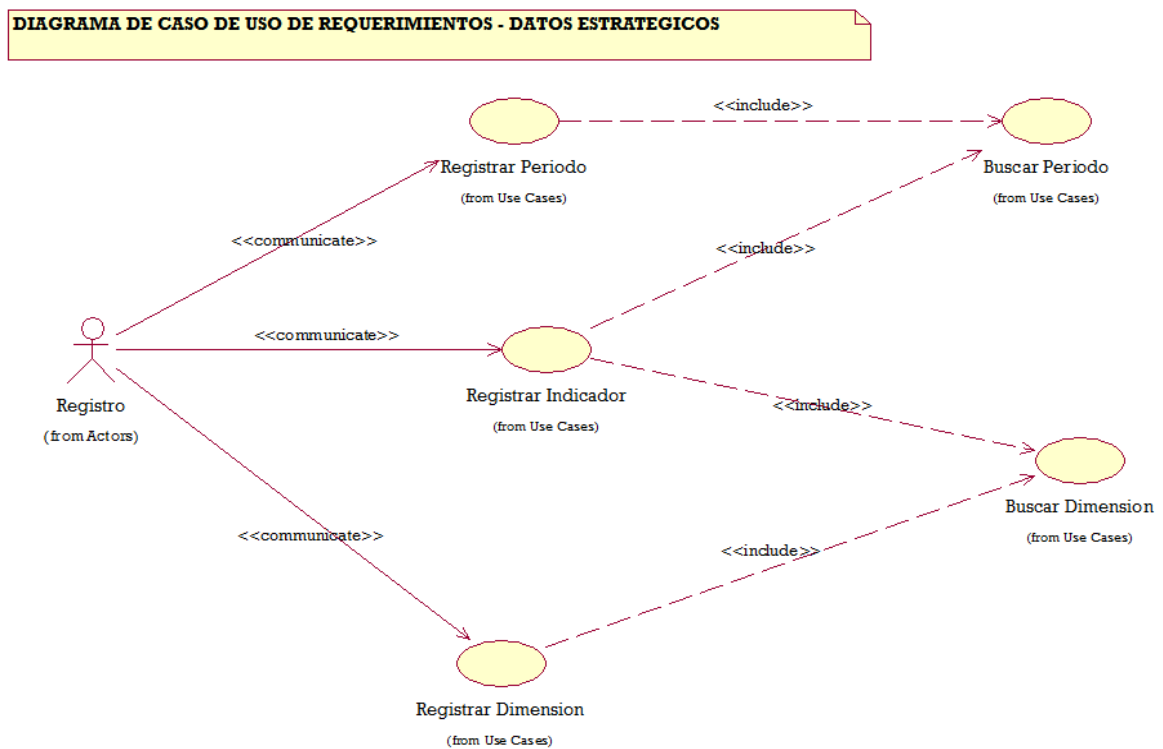 DIAGRAMA DE CASO DE USO DE REQUERIMIENTOS - DATOS ESTRATEGICOS
<<include>>
Registrar Periodo
(from Use Cases)
Buscar Periodo
(from Use Cases)
<<communicate>>
<<include>>
<<communicate>>
Registro
(from Actors)
Registrar Indicador
(from Use Cases)
<<include>>
Buscar Dimension
(from Use Cases)
<<communicate>>
<<include>>
Registrar Dimension
(from Use Cases)